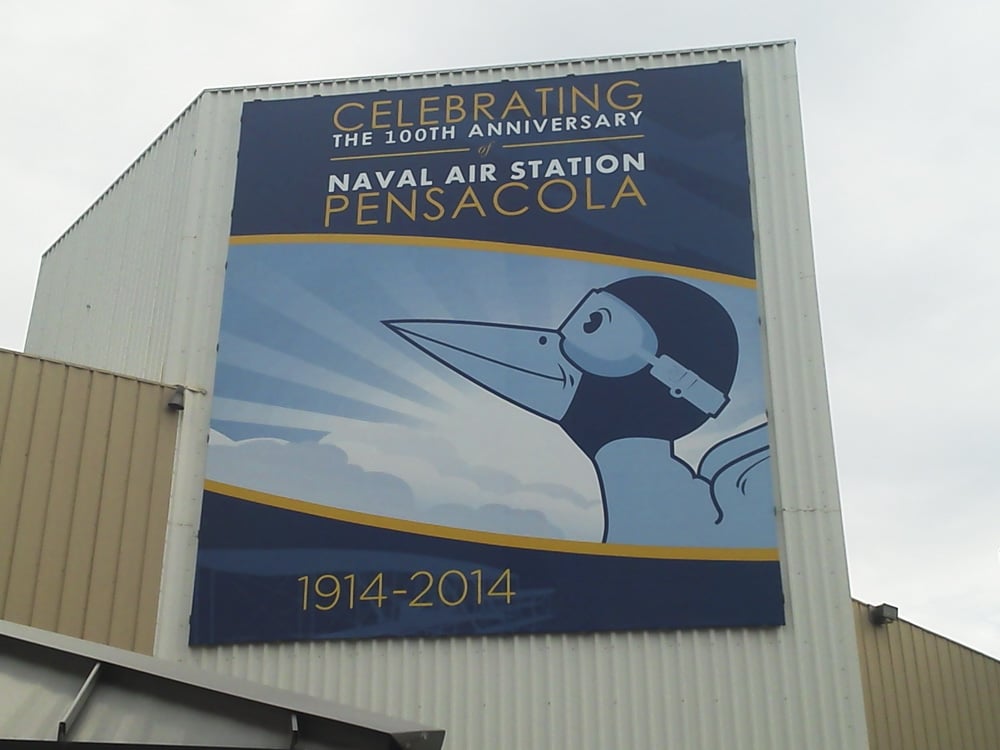 CELEBRATING
THE 100TH ANNIVERSARY
of
NAVAL AIR STATION
PENSACOLA
1914-2014